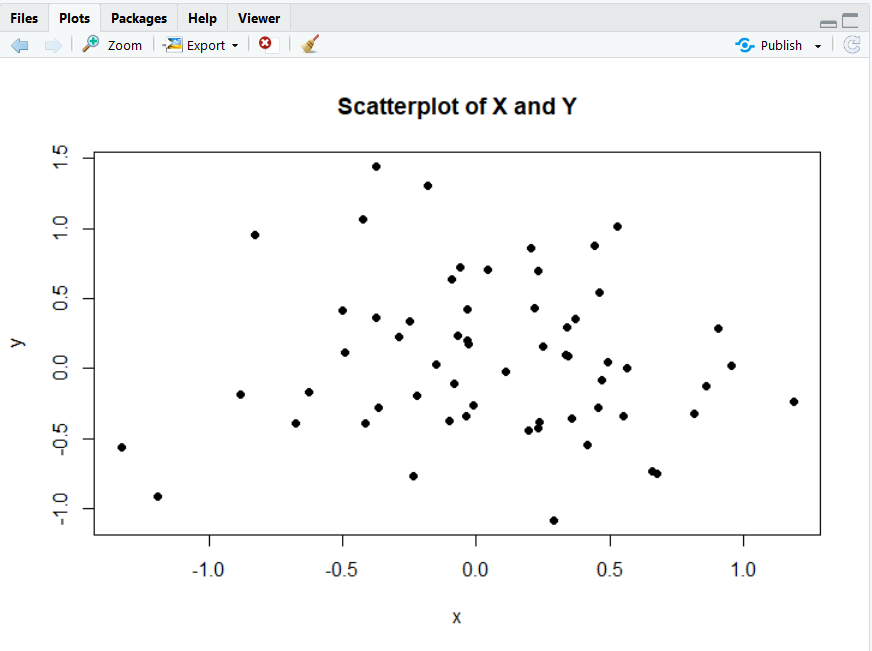 Files Plots Packages Help Viewer
Zoom Export Publish
Scatterplot of X and Y
1.5
1.0
0.5
0.0
-0.5
-1.0
y
-1.0 -0.5 0.0 0.5 1.0
x